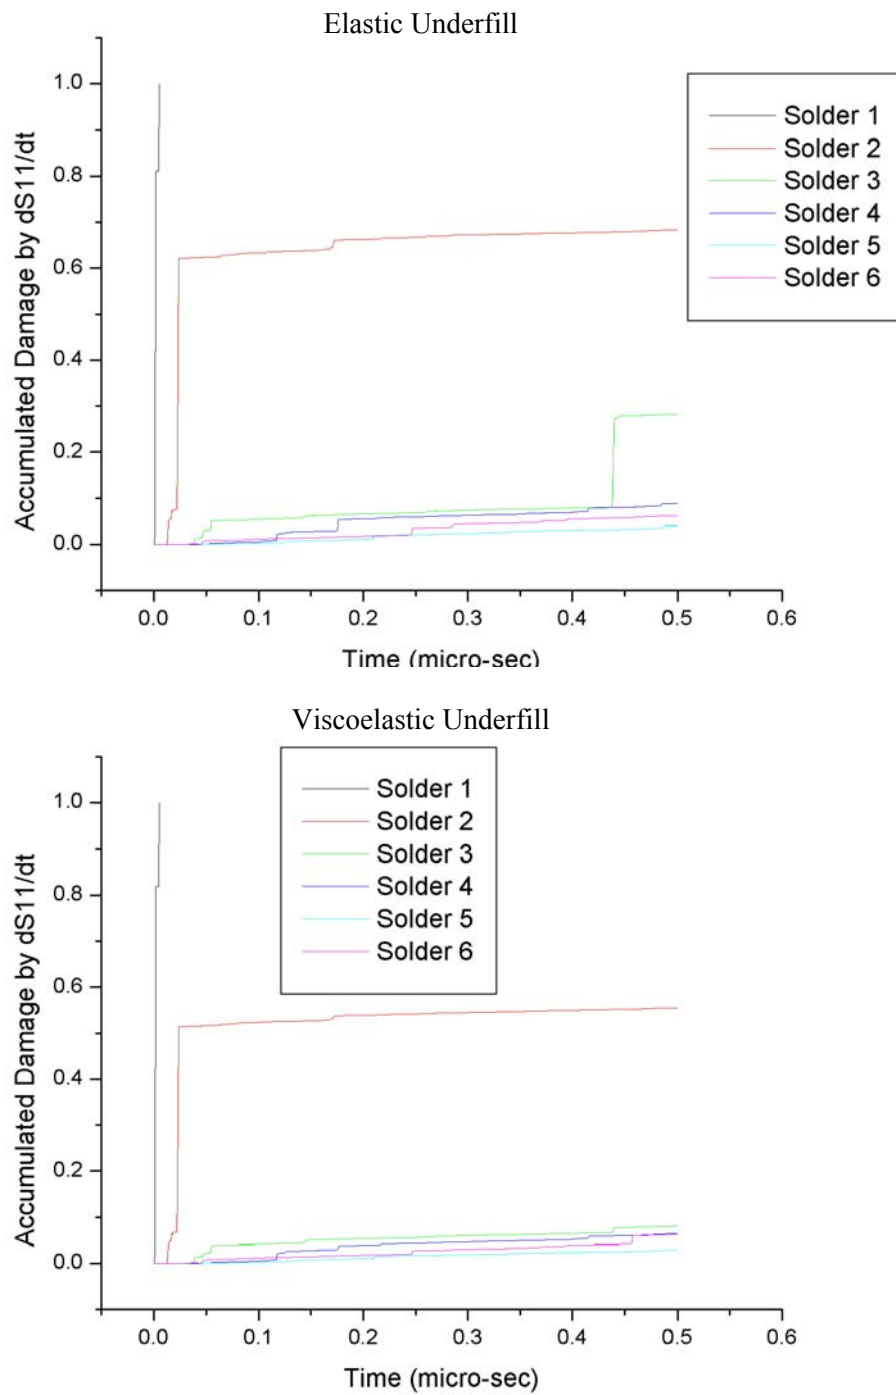 Elastic Underfill
Accumulated Damage by dS11/dt
1.0
0.8
0.6
0.4
0.2
0.0
Solder 1
Solder 2
Solder 3
Solder 4
Solder 5
Solder 6
0.0 0.1 0.2 0.3 0.4 0.5 0.6
Time (micro-sec)
Viscoelastic Underfill
Accumulated Damage by dS11/dt
1.0
0.8
0.6
0.4
0.2
0.0
Solder 1
Solder 2
Solder 3
Solder 4
Solder 5
Solder 6
0.0 0.1 0.2 0.3 0.4 0.5 0.6
Time (micro-sec)